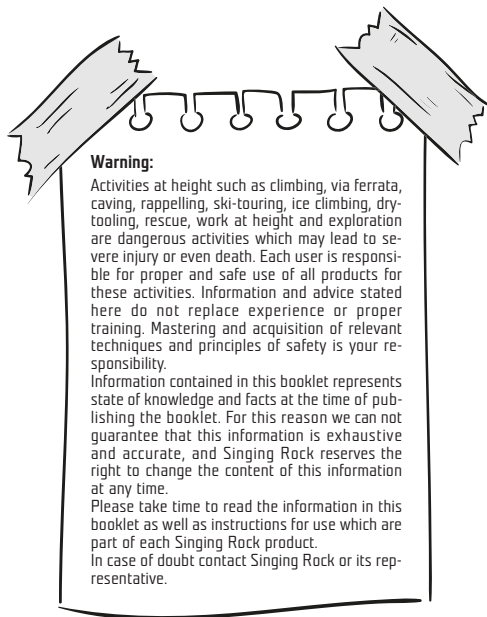 Warning:
Activities at height such as climbing, via ferrata,
caving, rappelling, ski-touring, ice climbing, dry-
tooling, rescue, work at height and exploration
are dangerous activities which may lead to se-
vere injury or even death. Each user is responsi-
ble for proper and safe use of all products for
these activities. Information and advice stated
here do not replace experience or proper
training. Mastering and acquisition of relevant
techniques and principles of safety is your re-
sponsibility.
Information contained in this booklet represents
state of knowledge and facts at the time of pub-
lishing the booklet. For this reason we can not
guarantee that this information is exhaustive
and accurate, and Singing Rock reserves the
right to change the content of this information
at any time.
Please take time to read the information in this
booklet as well as instructions for use which are
part of each Singing Rock product.
In case of doubt contact Singing Rock or its rep-
resentative.